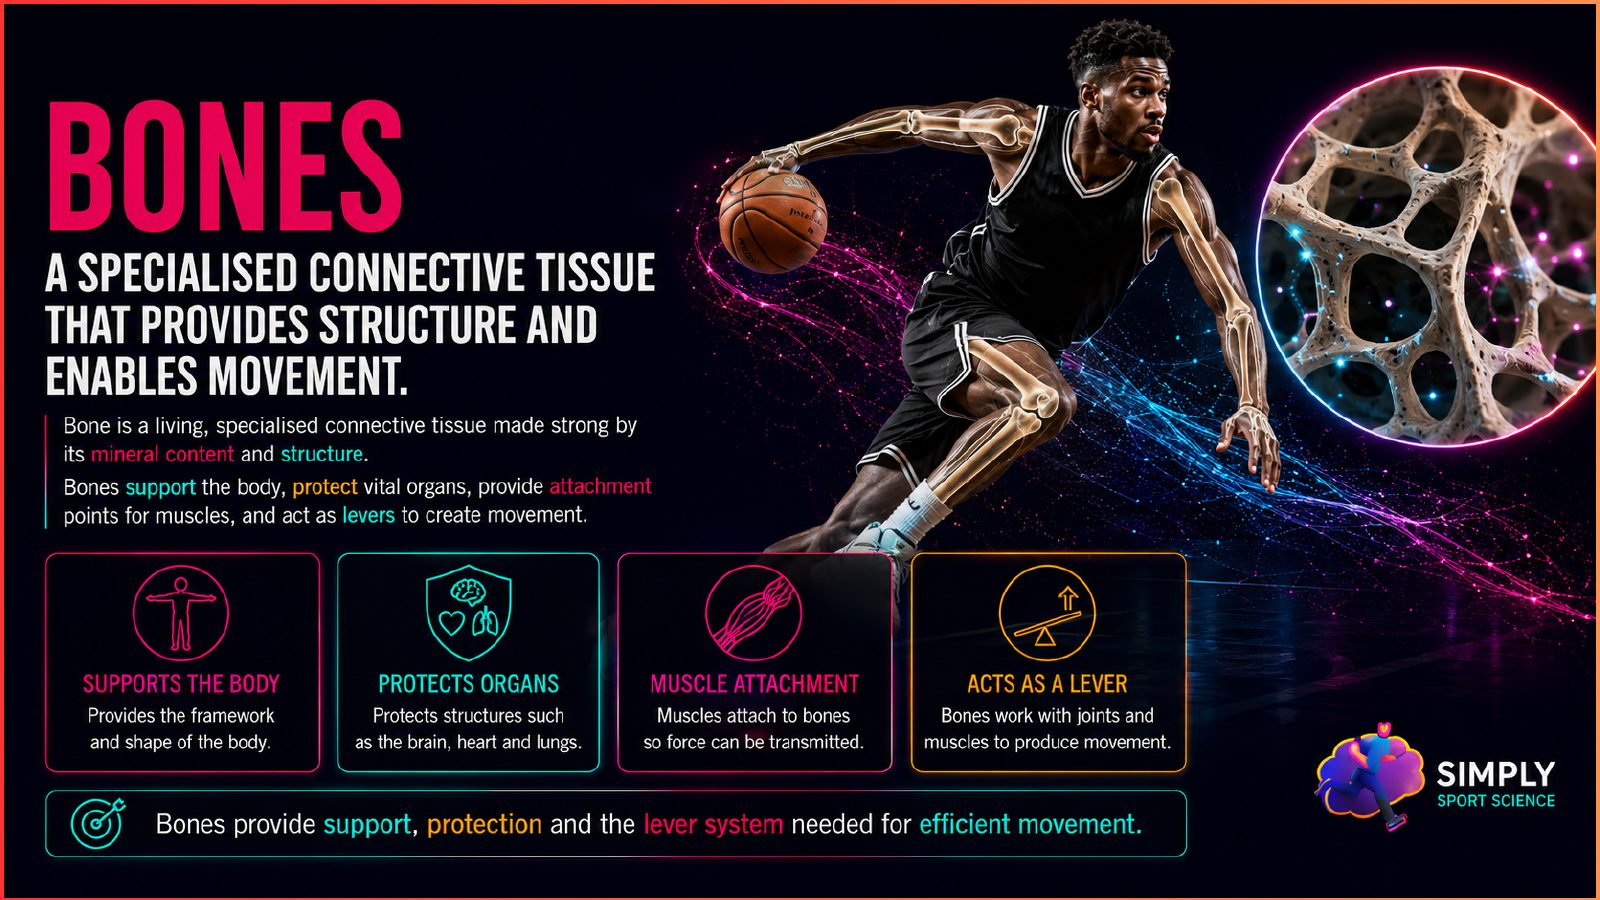 BONES
A SPECIALISED CONNECTIVE TISSUE
THAT PROVIDES STRUCTURE AND
ENABLES MOVEMENT.
Bone is a living, specialised connective tissue made strong by
its mineral content and structure.
Bones support the body, protect vital organs, provide attachment
points for muscles, and act as levers to create movement.
SUPPORTS THE BODY
Provides the framework
and shape of the body.
PROTECTS ORGANS
Protects structures such
as the brain, heart and lungs.
MUSCLE ATTACHMENT
Muscles attach to bones
so force can be transmitted.
ACTS AS A LEVER
Bones work with joints and
muscles to produce movement.
Bones provide support, protection and the lever system needed for efficient movement.
SIMPLY
SPORT SCIENCE